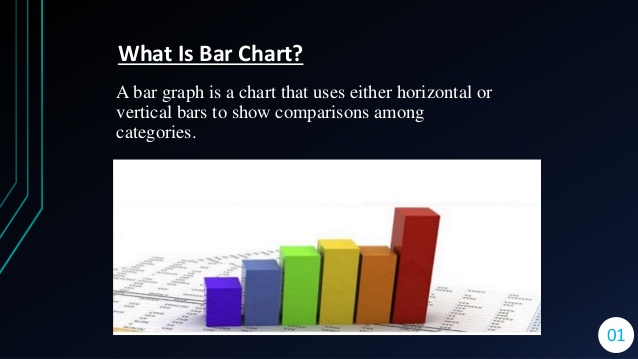 What Is Bar Chart?
A bar graph is a chart that uses either horizontal or
vertical bars to show comparisons among
categories.
01